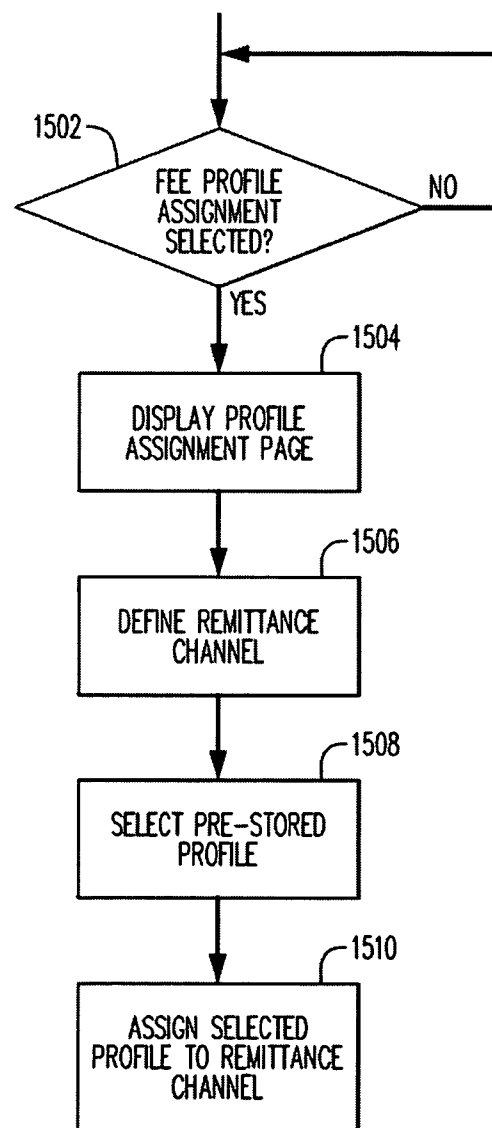 1502
FEE PROFILE
ASSIGNMENT
SELECTED?
NO
YES
1504
DISPLAY PROFILE
ASSIGNMENT PAGE
1506
DEFINE REMITTANCE
CHANNEL
1508
SELECT PRE-STORED
PROFILE
1510
ASSIGN SELECTED
PROFILE TO REMITTANCE
CHANNEL